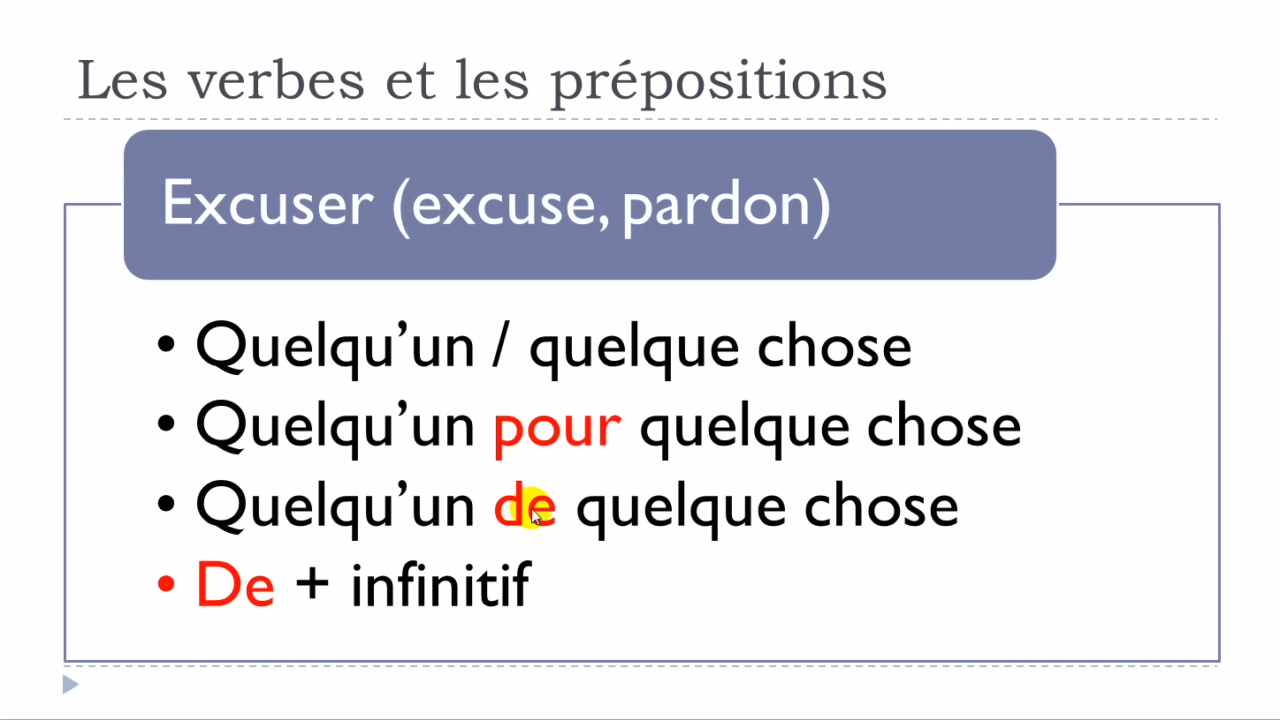 Les verbes et les prépositions
Excuser (excuse, pardon)
• Quelqu’un / quelque chose
• Quelqu’un pour quelque chose
• Quelqu’un de quelque chose
• De + infinitif